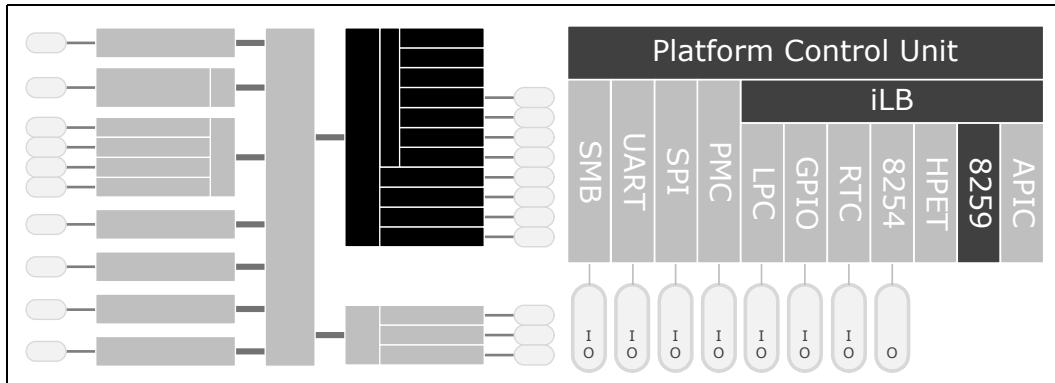 Platform Control Unit
iLB
SMB
UART
SPI
PMC
LPC
GPIO
RTC
8254
HPET
8259
APIC
I
O
I
O
I
O
I
O
I
O
I
O
I
O
O